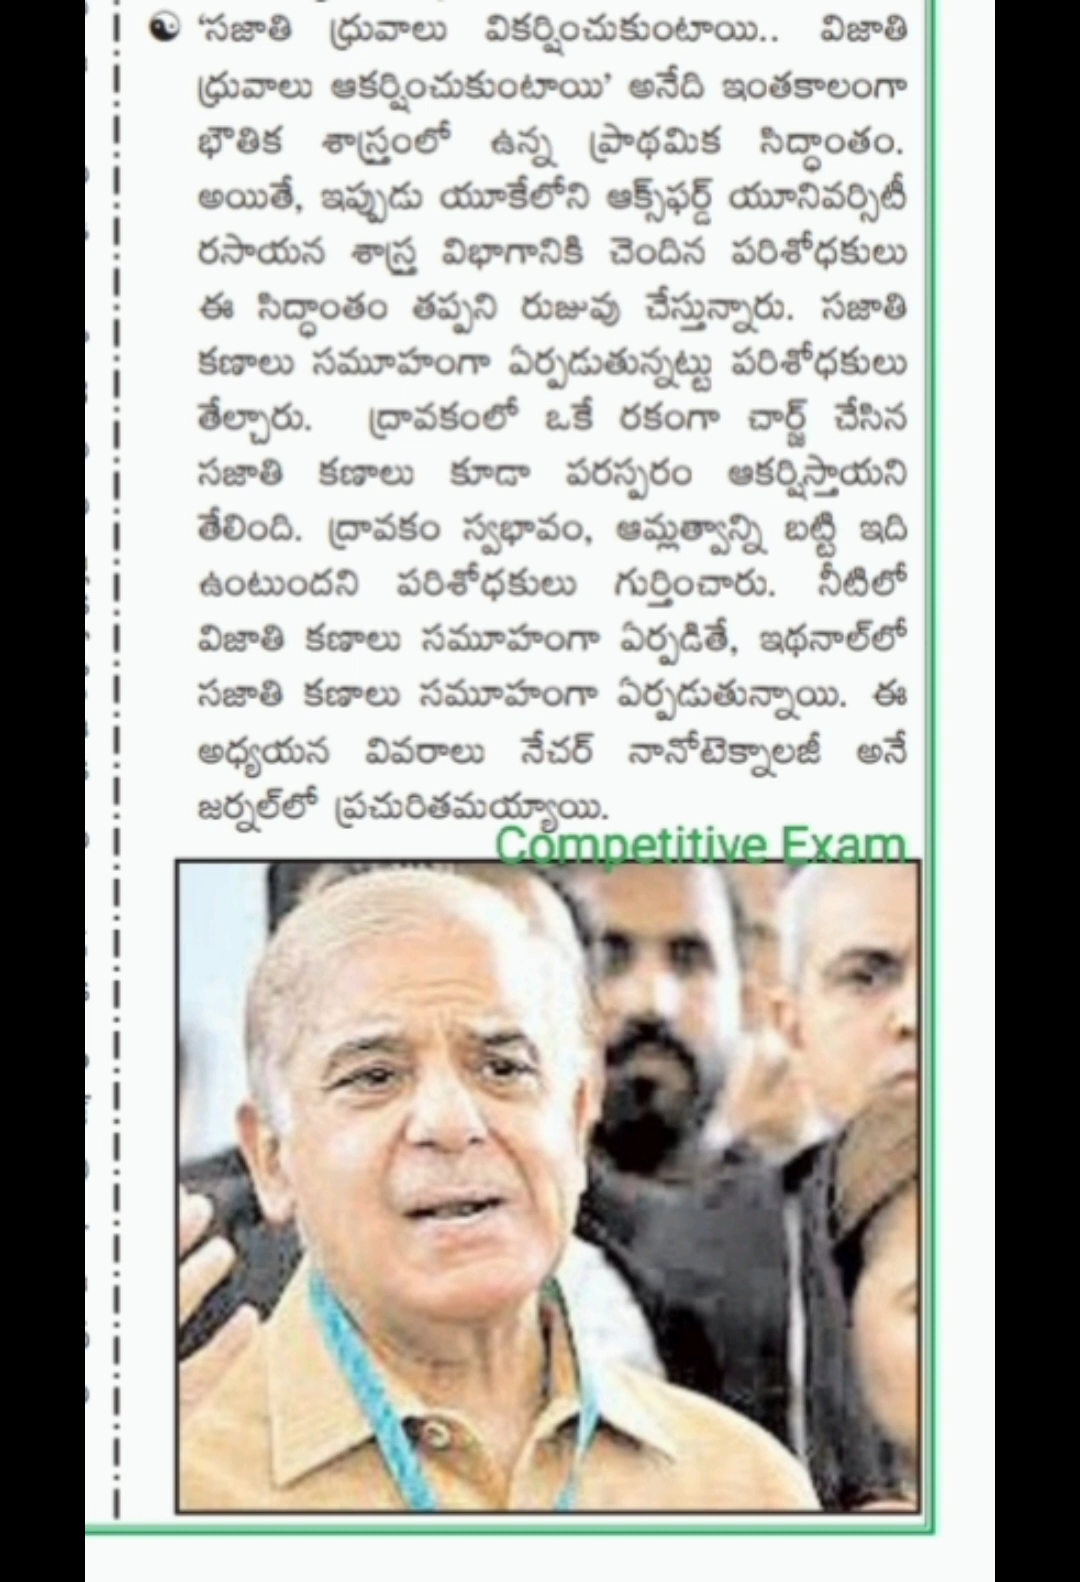 ‘సజాతి ధ్రువాలు వికర్షించుకుంటాయి.. విజాతి
ధ్రువాలు ఆకర్షించుకుంటాయి’ అనేది ఇంతకాలంగా
భౌతిక శాస్త్రంలో ఉన్న ప్రాథమిక సిద్ధాంతం.
అయితే, ఇప్పుడు యూకేలోని ఆక్స్‌ఫర్డ్ యూనివర్సిటీ
రసాయన శాస్త్ర విభాగానికి చెందిన పరిశోధకులు
ఈ సిద్ధాంతం తప్పని రుజువు చేస్తున్నారు. సజాతి
కణాలు సమూహంగా ఏర్పడుతున్నట్టు పరిశోధకులు
తేల్చారు. ద్రావకంలో ఒకే రకంగా చార్జ్ చేసిన
సజాతి కణాలు కూడా పరస్పరం ఆకర్షిస్తాయని
తేలింది. ద్రావకం స్వభావం, ఆమ్లత్వాన్ని బట్టి ఇది
ఉంటుందని పరిశోధకులు గుర్తించారు. నీటిలో
విజాతి కణాలు సమూహంగా ఏర్పడితే, ఇథనాల్‌లో
సజాతి కణాలు సమూహంగా ఏర్పడుతున్నాయి. ఈ
అధ్యయన వివరాలు నేచర్ నానోటెక్నాలజీ అనే
జర్నల్‌లో ప్రచురితమయ్యాయి.
Competitive Exam